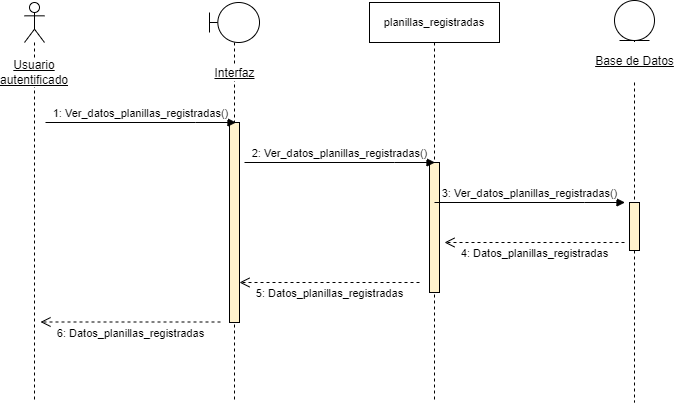 planillas_registradas
Usuario
autentificado
Interfaz
Base de Datos
1: Ver_datos_planillas_registradas()
2: Ver_datos_planillas_registradas()
3: Ver_datos_planillas_registradas()
4: Datos_planillas_registradas
5: Datos_planillas_registradas
6: Datos_planillas_registradas